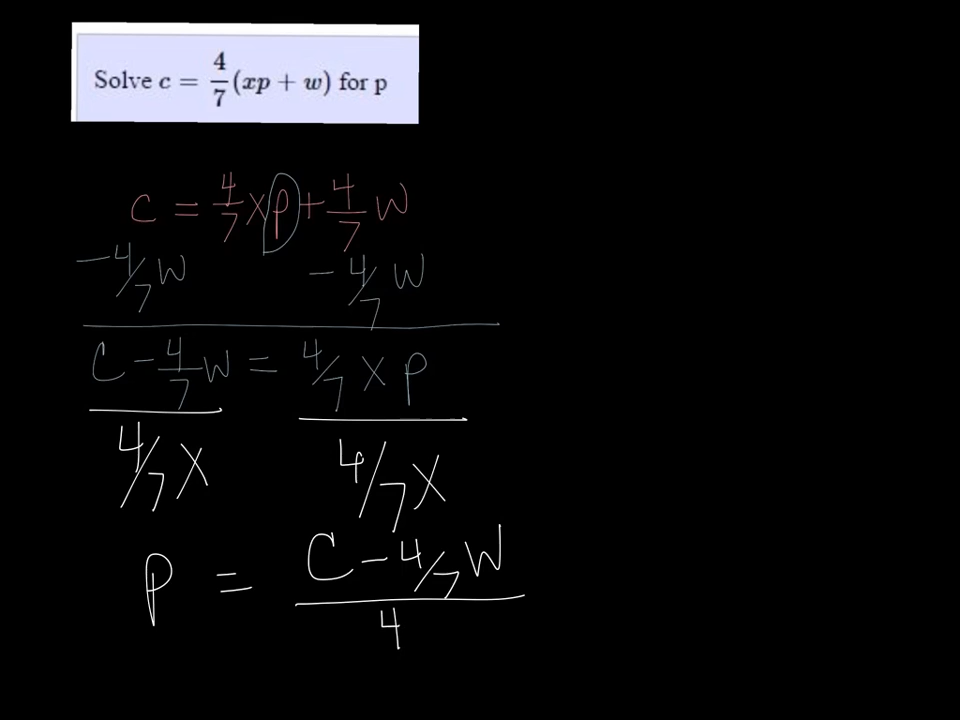 Solve c = 4/7 (xp + w) for p
c = 4/7 xp + 4/7 w
-4/7 w -4/7 w
c - 4/7 w = 4/7 x p
4/7 x 4/7 x
p = c - 4/7 w
4